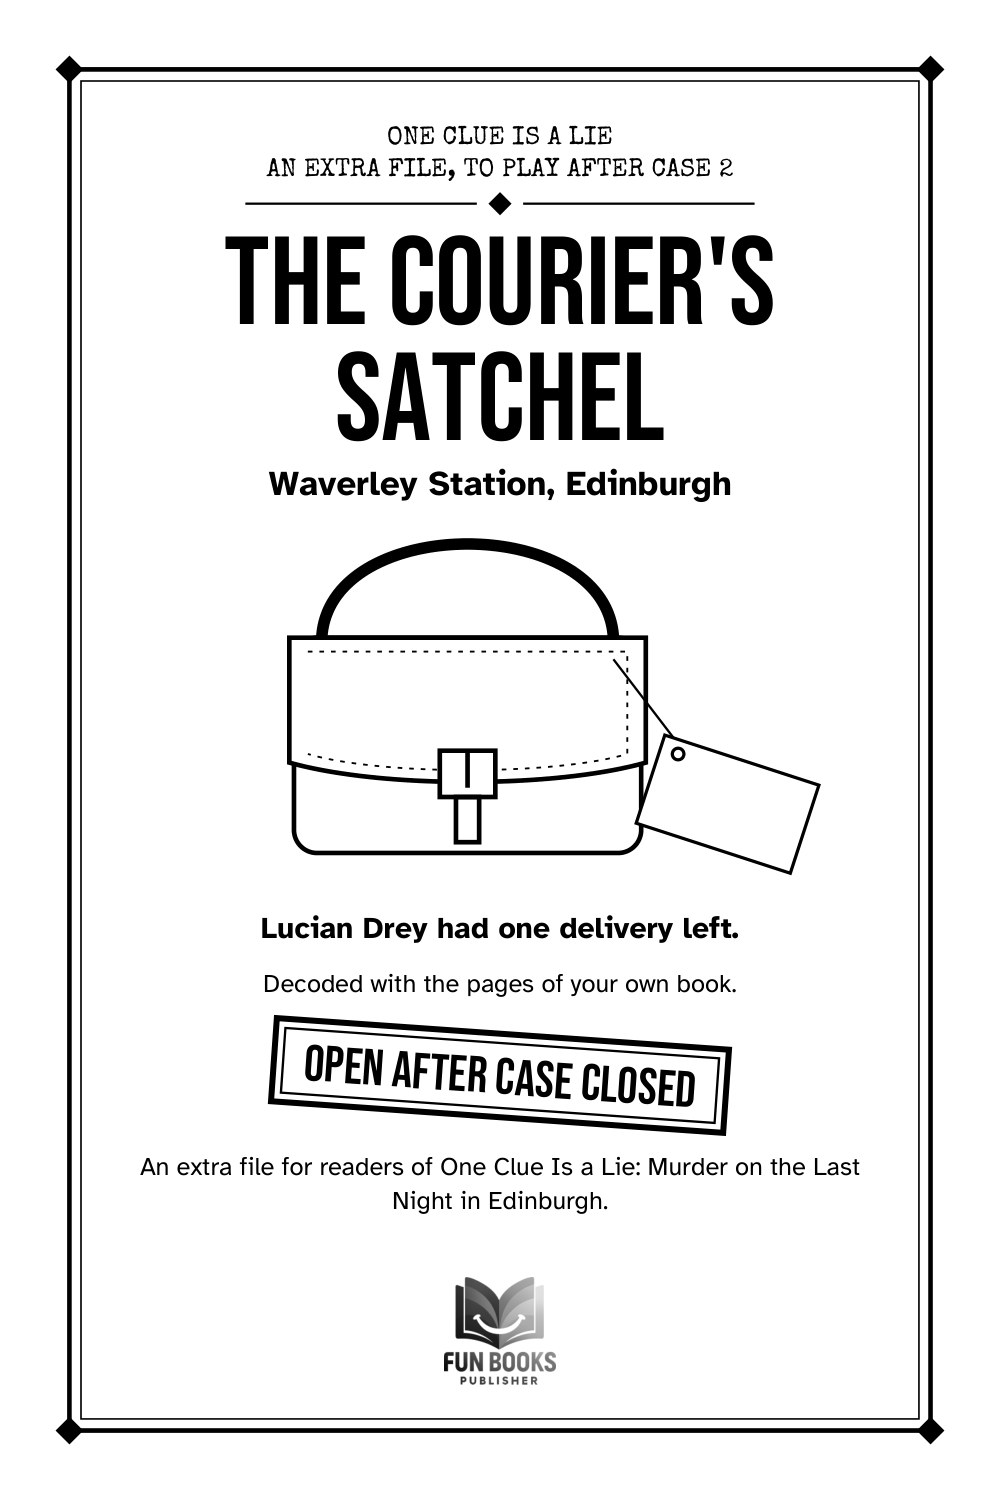 ONE CLUE IS A LIE
AN EXTRA FILE, TO PLAY AFTER CASE 2
THE COURIER'S
SATCHEL
Waverley Station, Edinburgh
Lucian Drey had one delivery left.
Decoded with the pages of your own book.
OPEN AFTER CASE CLOSED
An extra file for readers of One Clue Is a Lie: Murder on the Last
Night in Edinburgh.
FUN BOOKS
PUBLISHER